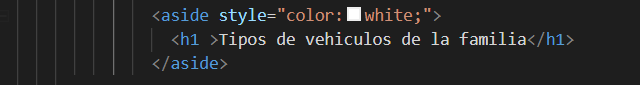 <aside style="color:white;">
<h1 >Tipos de vehiculos de la familia</h1>
</aside>